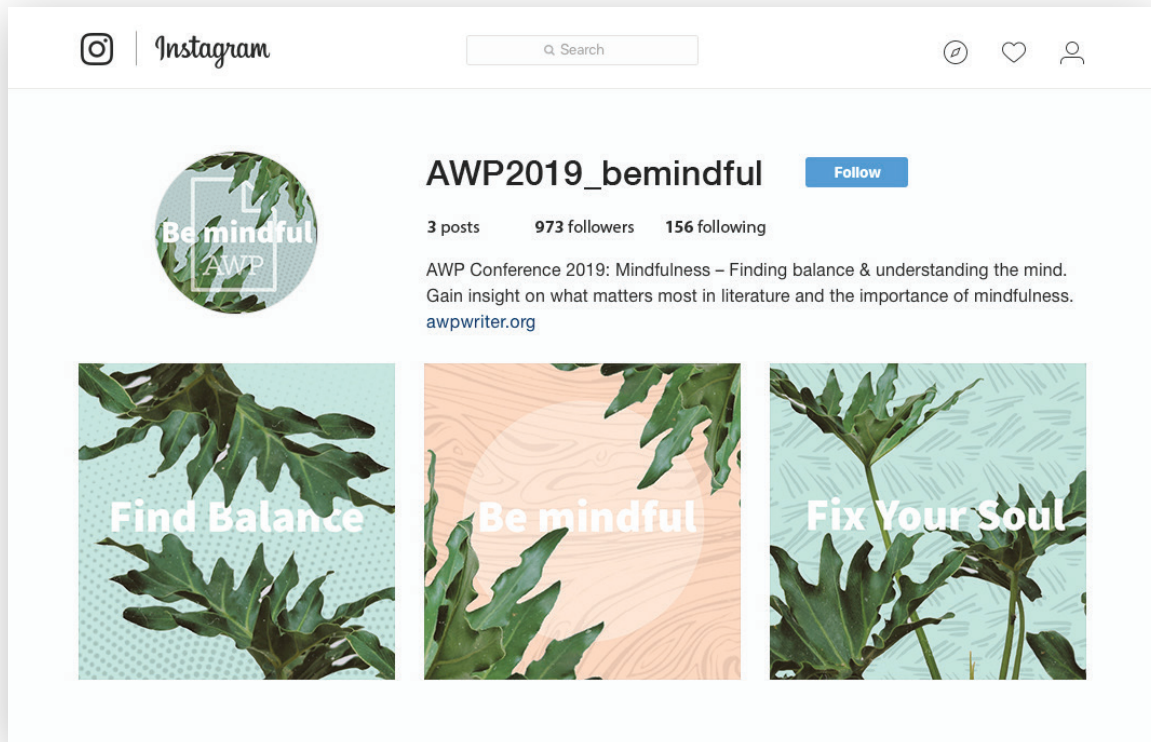 Instagram
Search
AWP2019_bemindful
Follow
3 posts 973 followers 156 following
AWP Conference 2019: Mindfulness – Finding balance & understanding the mind.
Gain insight on what matters most in literature and the importance of mindfulness.
awpwriter.org
Be mindful
AWP
Find Balance
Be mindful
Fix Your Soul